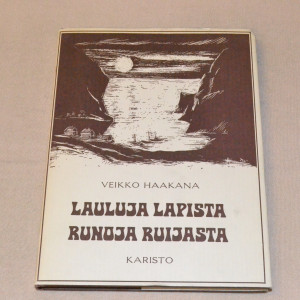 VEIKKO HAAKANA
LAULUJA LAPISTA
RUNOJA RUIJASTA
KARISTO